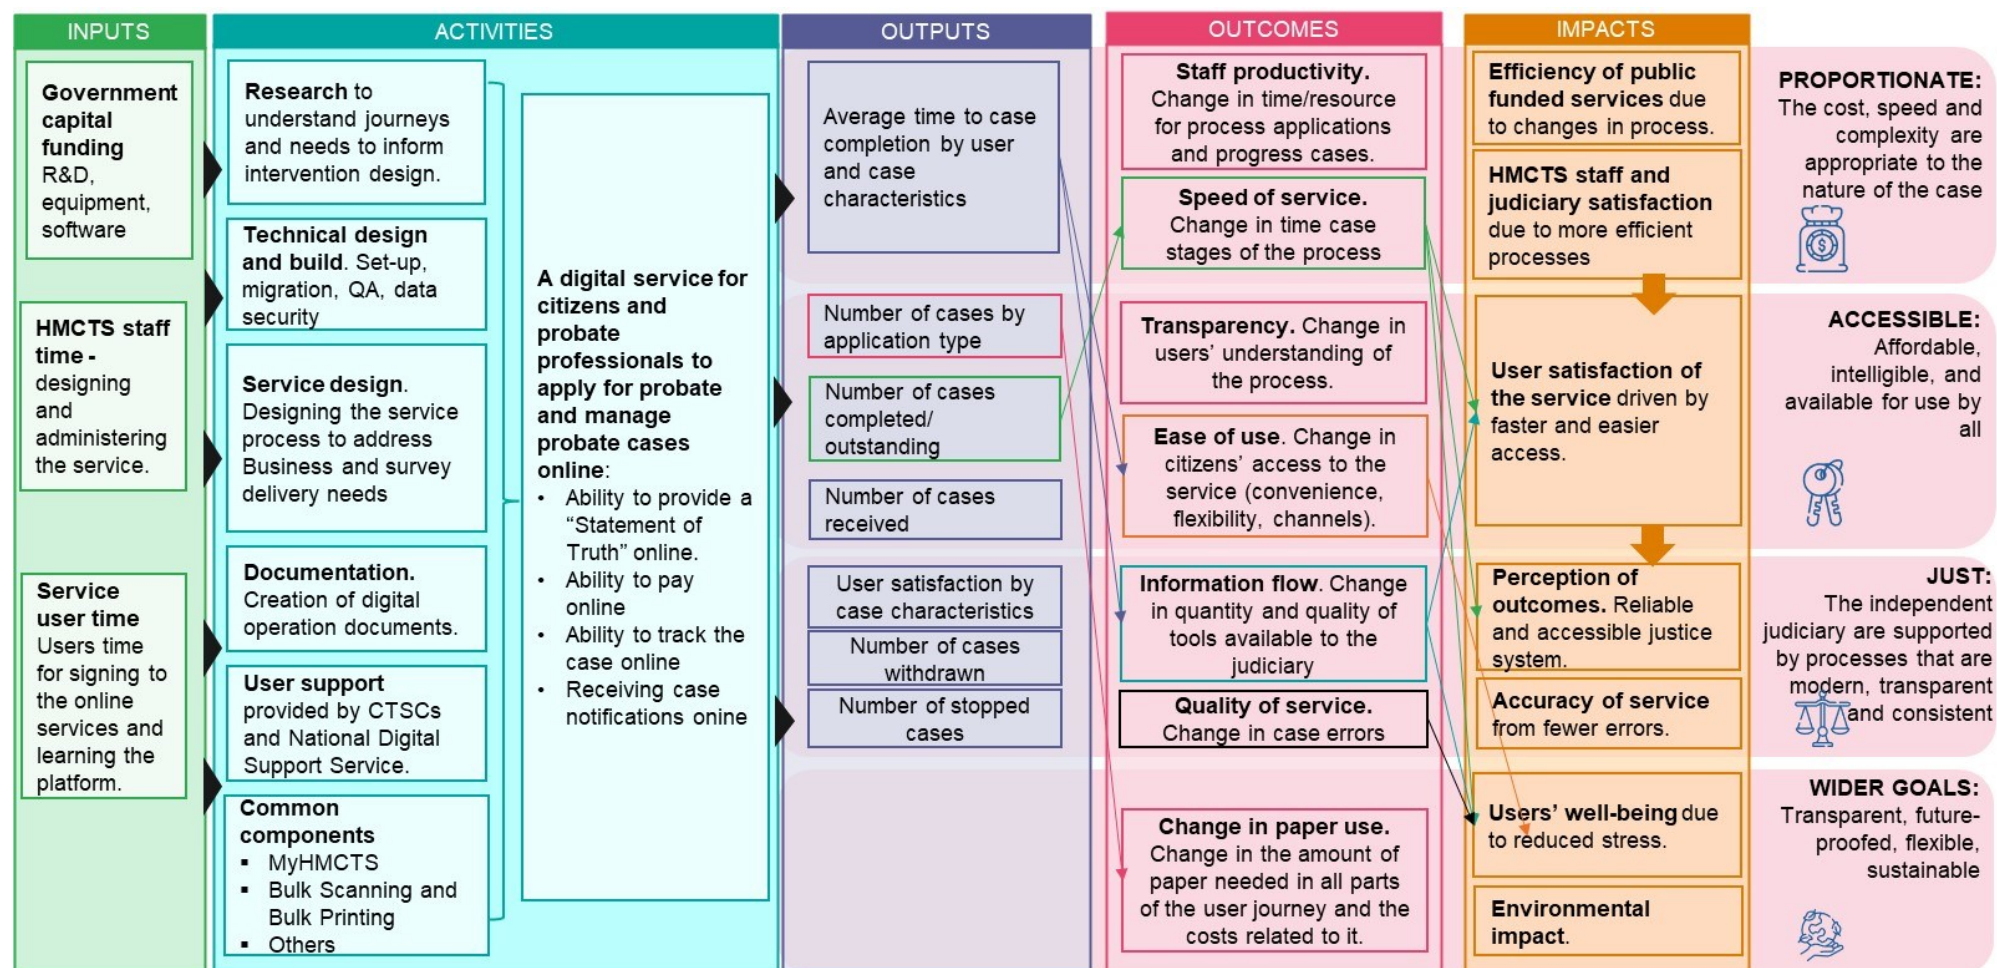 INPUTS
Government
capital
funding
R&D,
equipment,
software
HMCTS staff
time -
designing
and
administering
the service.
Service
user time
Users time
for signing to
the online
services and
learning the
platform.
ACTIVITIES
Research to
understand journeys
and needs to inform
intervention design.
Technical design
and build. Set-up,
migration, QA, data
security
Service design.
Designing the service
process to address
Business and survey
delivery needs
Documentation.
Creation of digital
operation documents.
User support
provided by CTSCs
and National Digital
Support Service.
Common
components
▪ MyHMCTS
▪ Bulk Scanning and
Bulk Printing
▪ Others
A digital service for
citizens and
probate
professionals to
apply for probate
and manage
probate cases
online:
• Ability to provide a
“Statement of
Truth” online.
• Ability to pay
online
• Ability to track the
case online
• Receiving case
notifications onine
OUTPUTS
Average time to case
completion by user
and case
characteristics
Number of cases by
application type
Number of cases
completed/
outstanding
Number of cases
received
User satisfaction by
case characteristics
Number of cases
withdrawn
Number of stopped
cases
OUTCOMES
Staff productivity.
Change in time/resource
for process applications
and progress cases.
Speed of service.
Change in time case
stages of the process
Transparency. Change in
users’ understanding of
the process.
Ease of use. Change in
citizens’ access to the
service (convenience,
flexibility, channels).
Information flow. Change
in quantity and quality of
tools available to the
judiciary
Quality of service.
Change in case errors
Change in paper use.
Change in the amount of
paper needed in all parts
of the user journey and the
costs related to it.
IMPACTS
Efficiency of public
funded services due
to changes in process.
HMCTS staff and
judiciary satisfaction
due to more efficient
processes
User satisfaction of
the service driven by
faster and easier
access.
Perception of
outcomes. Reliable
and accessible justice
system.
Accuracy of service
from fewer errors.
Users’ well-being due
to reduced stress.
Environmental
impact.
PROPORTIONATE:
The cost, speed and
complexity are
appropriate to the
nature of the case
ACCESSIBLE:
Affordable,
intelligible, and
available for use by
all
JUST:
The independent
judiciary are supported
by processes that are
modern, transparent
and consistent
WIDER GOALS:
Transparent, future-
proofed, flexible,
sustainable